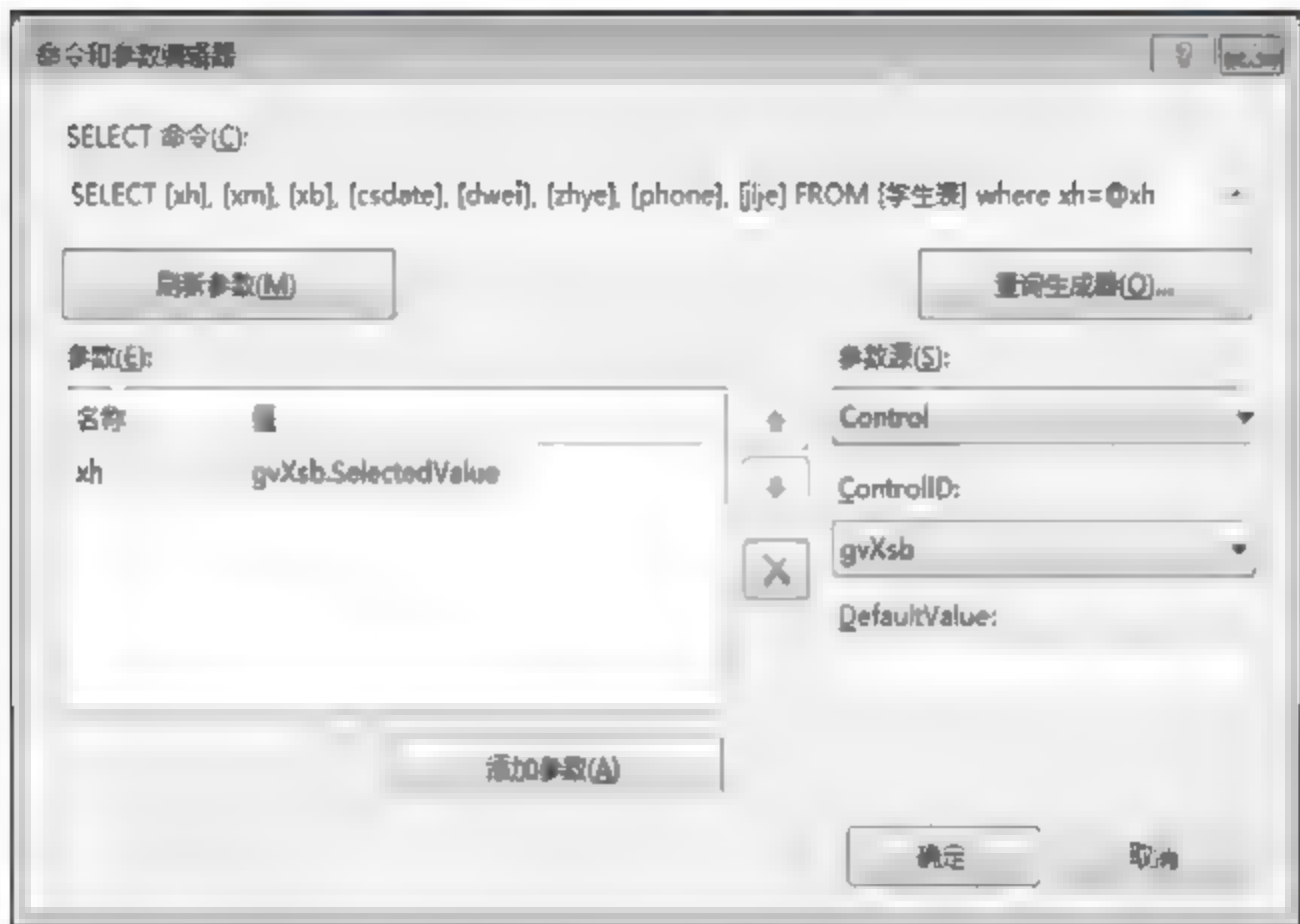 命令和参数编辑器
SELECT 命令(C):
SELECT [xh], [xm], [xb], [csdate], [dwei], [zhye], [phone], [jlje] FROM [学生表] where xh=@xh
刷新参数(M)
查询生成器(Q)...
参数(E):
参数源(S):
名称 值
Control
xh gvXsb.SelectedValue
ControlID:
gvXsb
DefaultValue:
添加参数(A)
确定 取消